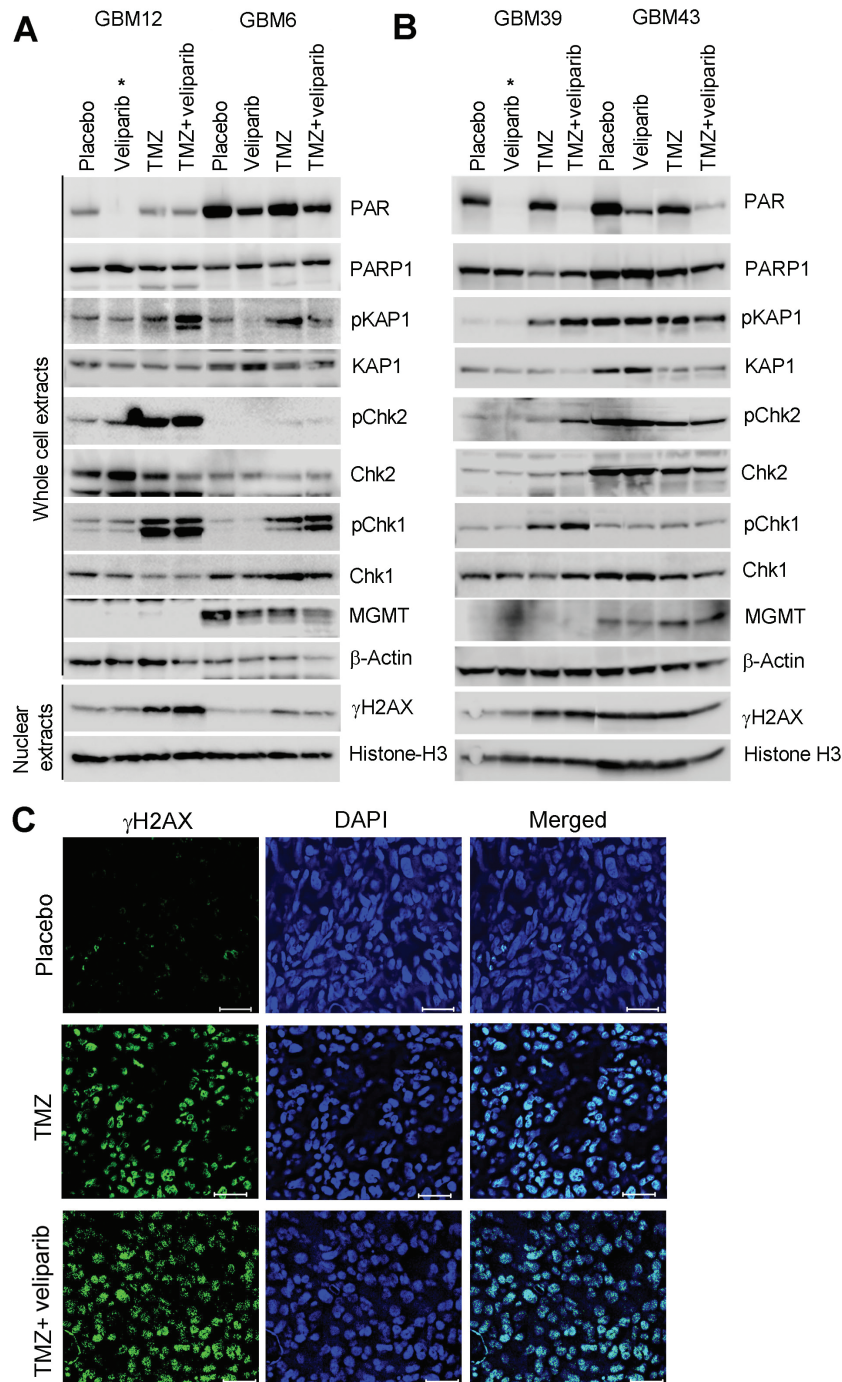 A
GBM12
GBM6
Placebo
Veliparib *
TMZ
TMZ+veliparib
Placebo
Veliparib
TMZ
TMZ+veliparib
Whole cell extracts
PAR
PARP1
pKAP1
KAP1
pChk2
Chk2
pChk1
Chk1
MGMT
β-Actin
Nuclear
extracts
γH2AX
Histone-H3
B
GBM39
GBM43
Placebo
Veliparib *
TMZ
TMZ+veliparib
Placebo
Veliparib
TMZ
TMZ+veliparib
PAR
PARP1
pKAP1
KAP1
pChk2
Chk2
pChk1
Chk1
MGMT
β-Actin
γH2AX
Histone H3
C
γH2AX
DAPI
Merged
Placebo
TMZ
TMZ+ veliparib